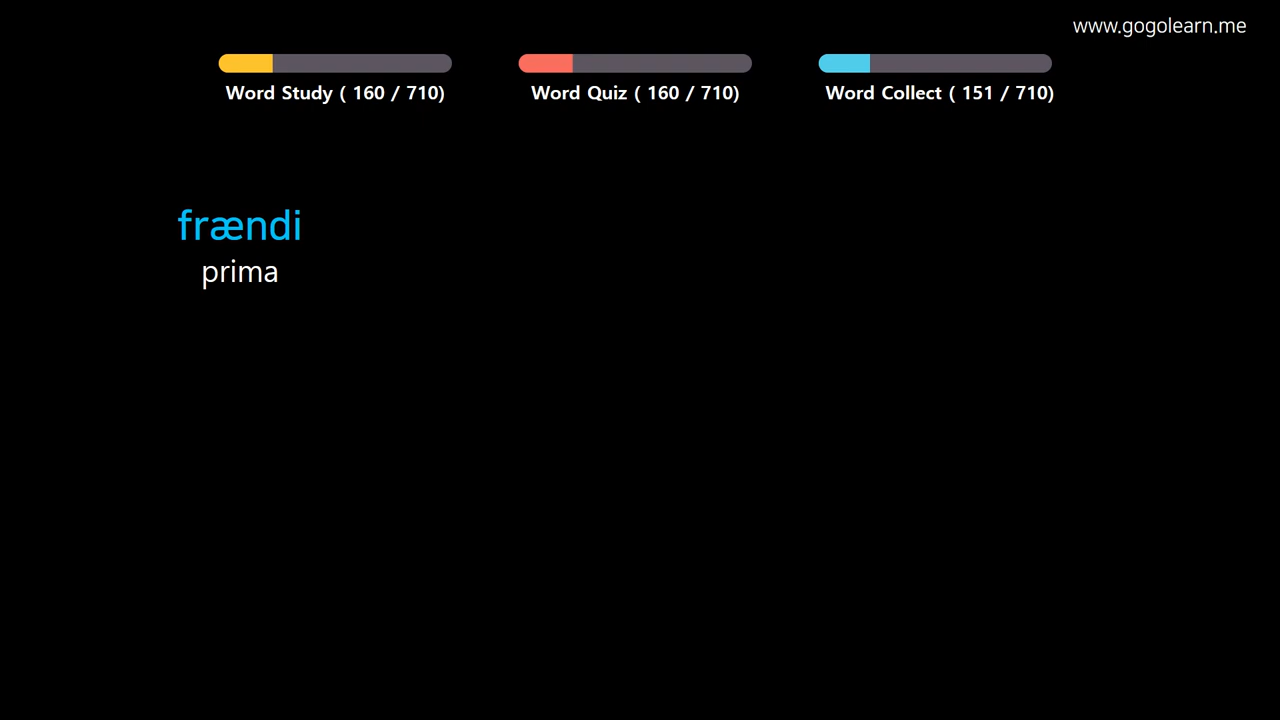 www.gogolearn.me
Word Study ( 160 / 710)
Word Quiz ( 160 / 710)
Word Collect ( 151 / 710)
frændi
prima